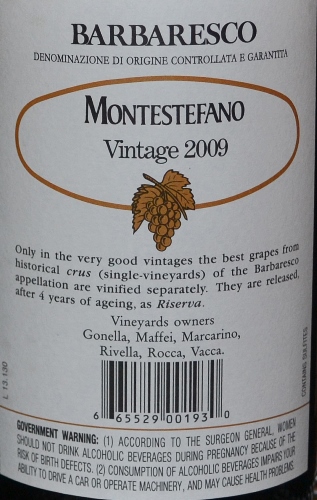 BARBARESCO
DENOMINAZIONE DI ORIGINE CONTROLLATA E GARANTITA
MONTESTEFANO
Vintage 2009
Only in the very good vintages the best grapes from
historical crus (single-vineyards) of the Barbaresco
appellation are vinified separately. They are released,
after 4 years of ageing, as Riserva.
Vineyards owners
Gonella, Maffei, Marcarino,
Rivella, Rocca, Vacca.
L 13.130
CONTAINS SULFITES
6 65529 00193 0
GOVERNMENT WARNING: (1) ACCORDING TO THE SURGEON GENERAL, WOMEN
SHOULD NOT DRINK ALCOHOLIC BEVERAGES DURING PREGNANCY BECAUSE OF THE
RISK OF BIRTH DEFECTS. (2) CONSUMPTION OF ALCOHOLIC BEVERAGES IMPAIRS YOUR
ABILITY TO DRIVE A CAR OR OPERATE MACHINERY, AND MAY CAUSE HEALTH PROBLEMS.